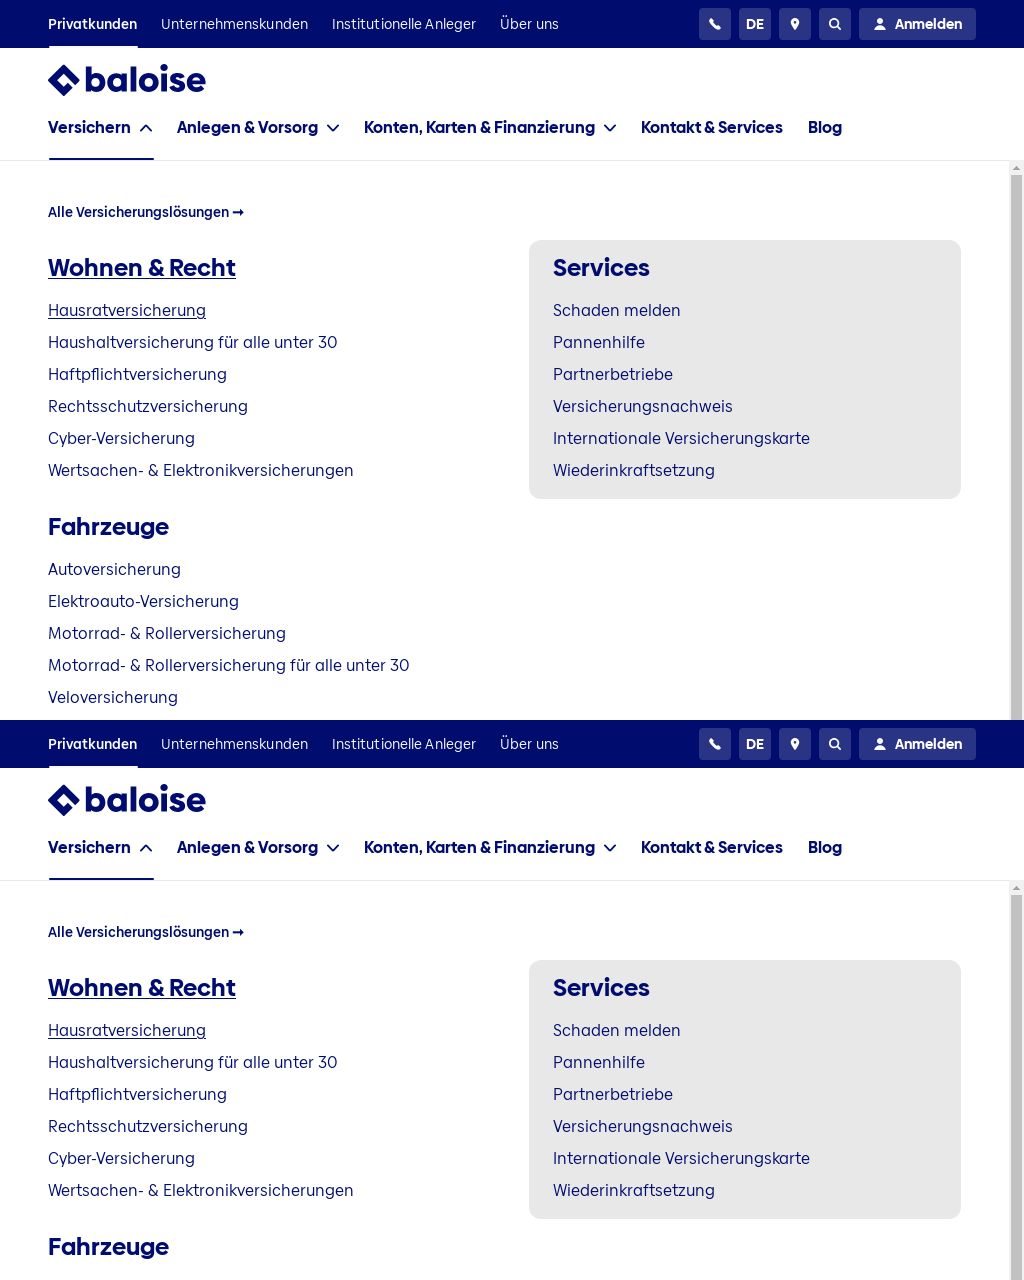 Privatkunden Unternehmenskunden Institutionelle Anleger Über uns DE Anmelden
baloise
Versichern Anlegen & Vorsorg Konten, Karten & Finanzierung Kontakt & Services Blog
Alle Versicherungslösungen →
Wohnen & Recht
Hausratversicherung
Haushaltversicherung für alle unter 30
Haftpflichtversicherung
Rechtsschutzversicherung
Cyber-Versicherung
Wertsachen- & Elektronikversicherungen
Services
Schaden melden
Pannenhilfe
Partnerbetriebe
Versicherungsnachweis
Internationale Versicherungskarte
Wiederinkraftsetzung
Fahrzeuge
Autoversicherung
Elektroauto-Versicherung
Motorrad- & Rollerversicherung
Motorrad- & Rollerversicherung für alle unter 30
Veloversicherung
Privatkunden Unternehmenskunden Institutionelle Anleger Über uns DE Anmelden
baloise
Versichern Anlegen & Vorsorg Konten, Karten & Finanzierung Kontakt & Services Blog
Alle Versicherungslösungen →
Wohnen & Recht
Hausratversicherung
Haushaltversicherung für alle unter 30
Haftpflichtversicherung
Rechtsschutzversicherung
Cyber-Versicherung
Wertsachen- & Elektronikversicherungen
Services
Schaden melden
Pannenhilfe
Partnerbetriebe
Versicherungsnachweis
Internationale Versicherungskarte
Wiederinkraftsetzung
Fahrzeuge